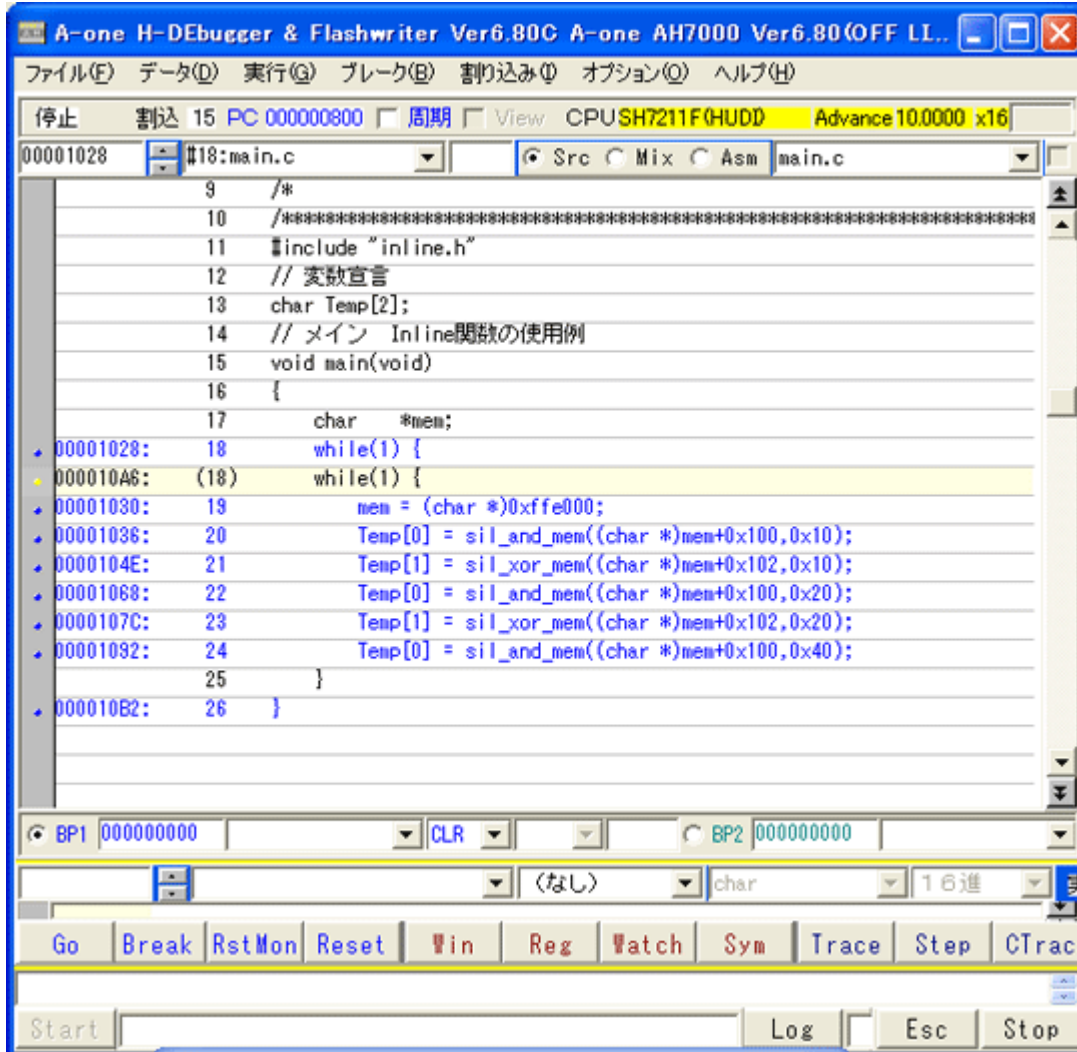 A-one H-DEbugger & Flashwriter Ver6.80C A-one AH7000 Ver6.80(OFF LI..
ファイル(F) データ(D) 実行(G) ブレーク(B) 割り込み(I) オプション(O) ヘルプ(H)
停止 割込 15 PC 000000800 周期 View CPU SH7211F(HUDI) Advance 10.0000 x16
00001028 #18:main.c Src Mix Asm main.c
9 /*
10 /**********************************************************************
11 #include "inline.h"
12 // 変数宣言
13 char Temp[2];
14 // メイン Inline関数の使用例
15 void main(void)
16 {
17 char *mem;
00001028: 18 while(1) {
000010A6: (18) while(1) {
00001030: 19 mem = (char *)0xffe000;
00001036: 20 Temp[0] = sil_and_mem((char *)mem+0x100,0x10);
0000104E: 21 Temp[1] = sil_xor_mem((char *)mem+0x102,0x10);
00001068: 22 Temp[0] = sil_and_mem((char *)mem+0x100,0x20);
0000107C: 23 Temp[1] = sil_xor_mem((char *)mem+0x102,0x20);
00001092: 24 Temp[0] = sil_and_mem((char *)mem+0x100,0x40);
25 }
000010B2: 26 }
BP1 000000000 CLR BP2 000000000
(なし) char 16進
Go Break RstMon Reset Win Reg Watch Sym Trace Step CTrac
Start Log Esc Stop